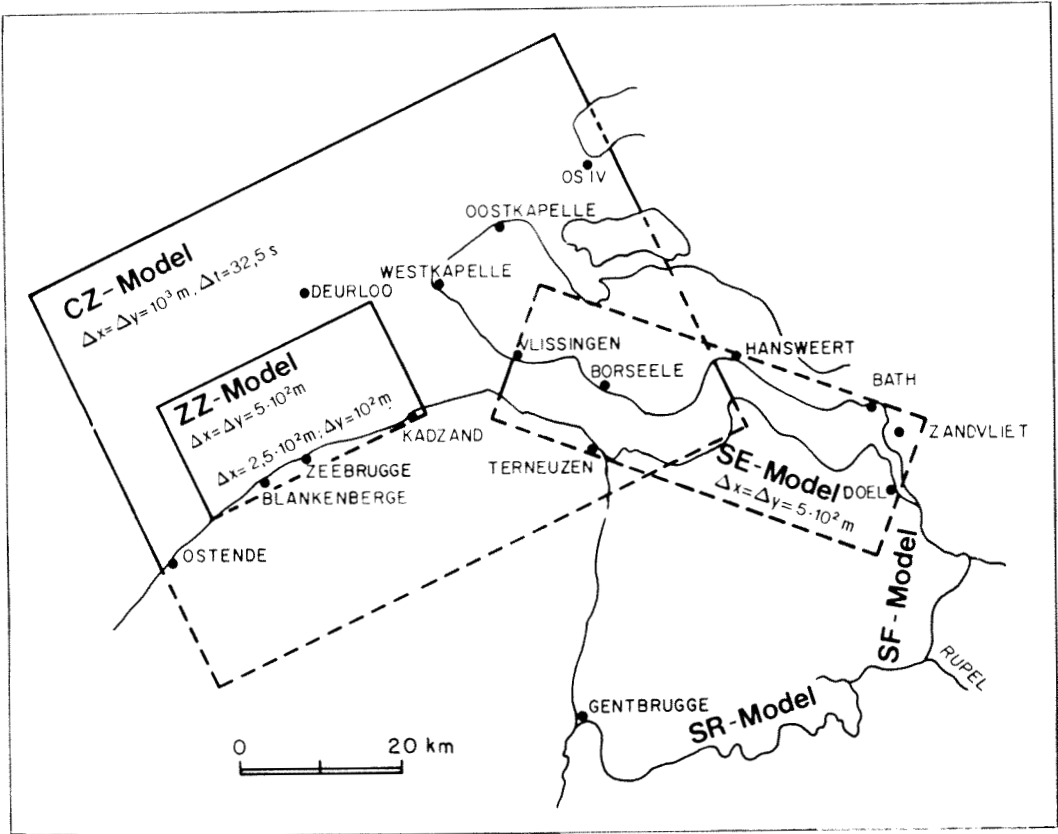 OS IV
OOSTKAPELLE
CZ-Model
Δx=Δy=10³ m, Δt=32,5 s
WESTKAPELLE
DEURLOO
VLISSINGEN
HANSWEERT
BORSEELE
BATH
ZZ-Model
Δx=Δy=5·10²m
Δx=2,5·10²m; Δy=10²m
KADZAND
ZANDVLIET
ZEEBRUGGE
TERNEUZEN
SE-Model
Δx=Δy=5·10²m
DOEL
BLANKENBERGE
OSTENDE
SF-Model
RUPEL
GENTBRUGGE
SR-Model
0 20 km